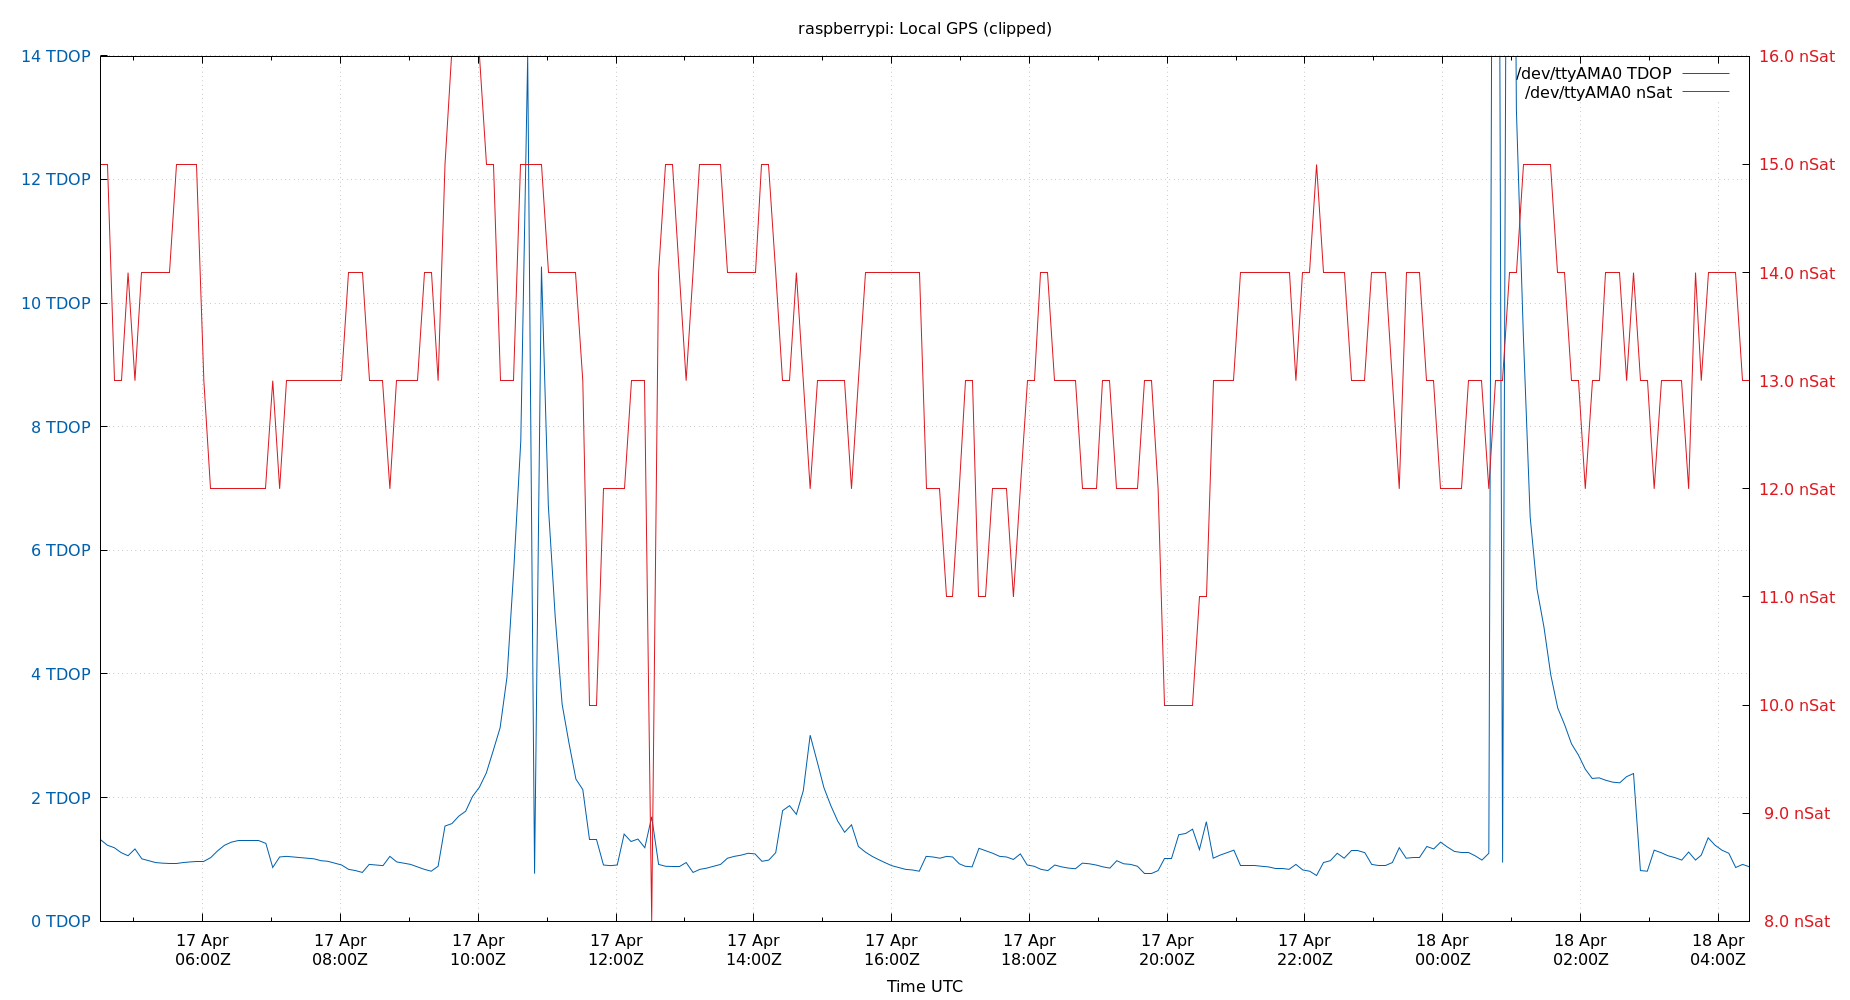 raspberrypi: Local GPS (clipped)
14 TDOP
12 TDOP
10 TDOP
8 TDOP
6 TDOP
4 TDOP
2 TDOP
0 TDOP
16.0 nSat
15.0 nSat
14.0 nSat
13.0 nSat
12.0 nSat
11.0 nSat
10.0 nSat
9.0 nSat
8.0 nSat
/dev/ttyAMA0 TDOP
/dev/ttyAMA0 nSat
17 Apr
06:00Z
17 Apr
08:00Z
17 Apr
10:00Z
17 Apr
12:00Z
17 Apr
14:00Z
17 Apr
16:00Z
17 Apr
18:00Z
17 Apr
20:00Z
17 Apr
22:00Z
18 Apr
00:00Z
18 Apr
02:00Z
18 Apr
04:00Z
Time UTC